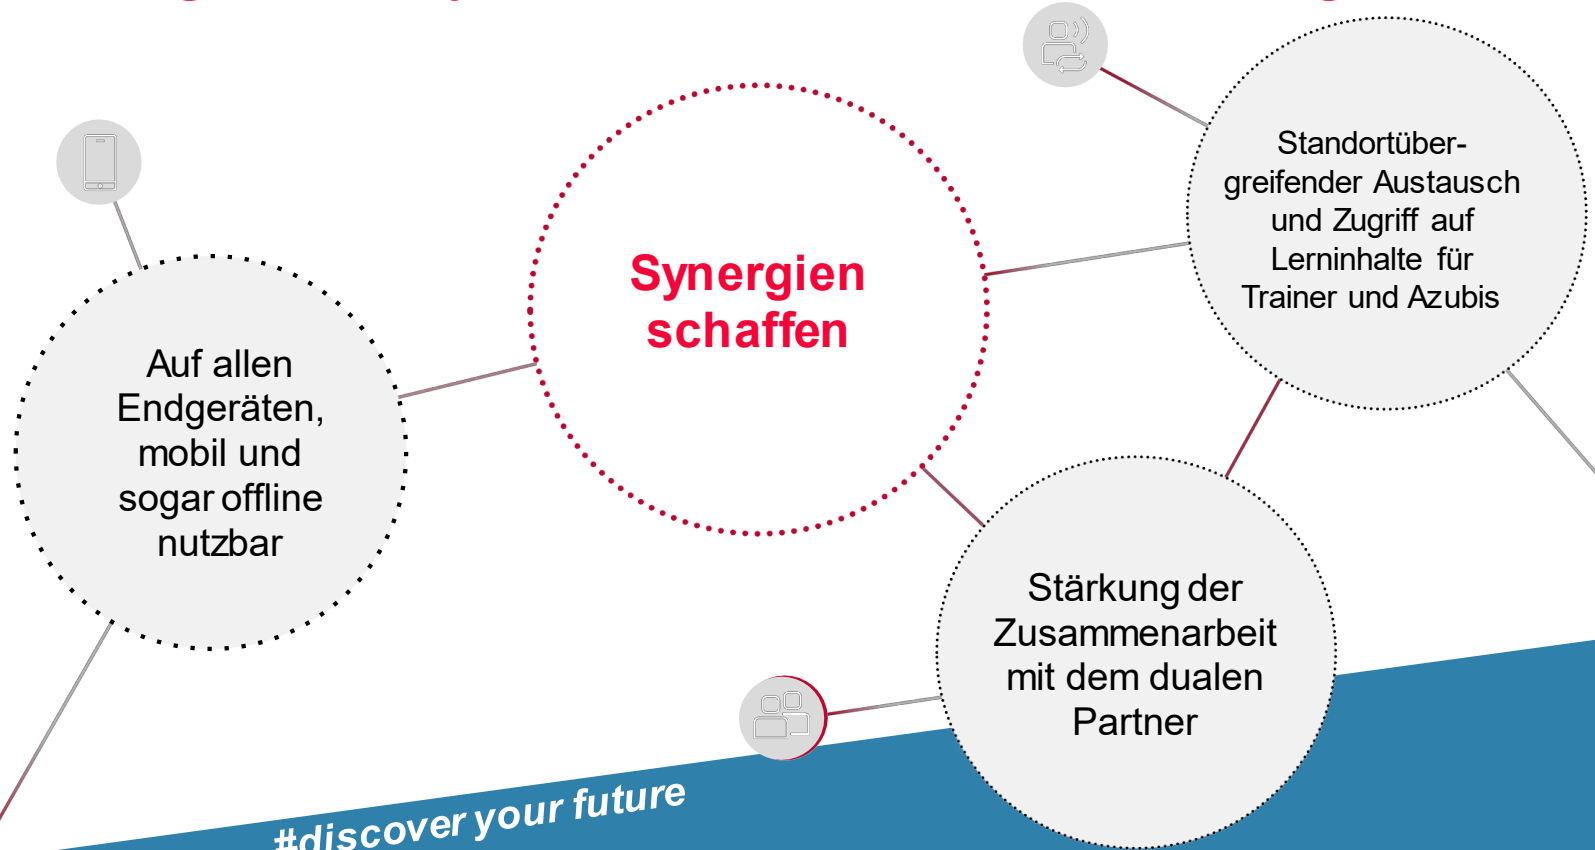 Synergien
schaffen
Auf allen
Endgeräten,
mobil und
sogar offline
nutzbar
Standortüber-
greifender Austausch
und Zugriff auf
Lerninhalte für
Trainer und Azubis
Stärkung der
Zusammenarbeit
mit dem dualen
Partner
#discover your future